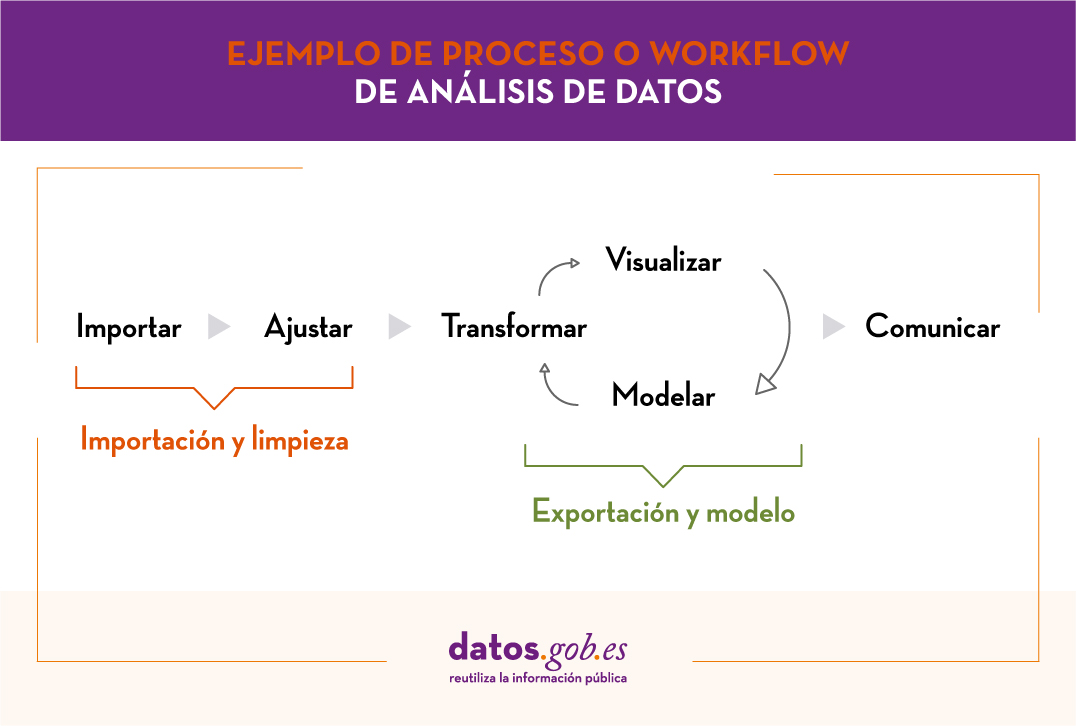 EJEMPLO DE PROCESO O WORKFLOW
DE ANÁLISIS DE DATOS
Visualizar
Importar
Ajustar
Transformar
Comunicar
Modelar
Importación y limpieza
Exportación y modelo
datos.gob.es
reutiliza la información pública